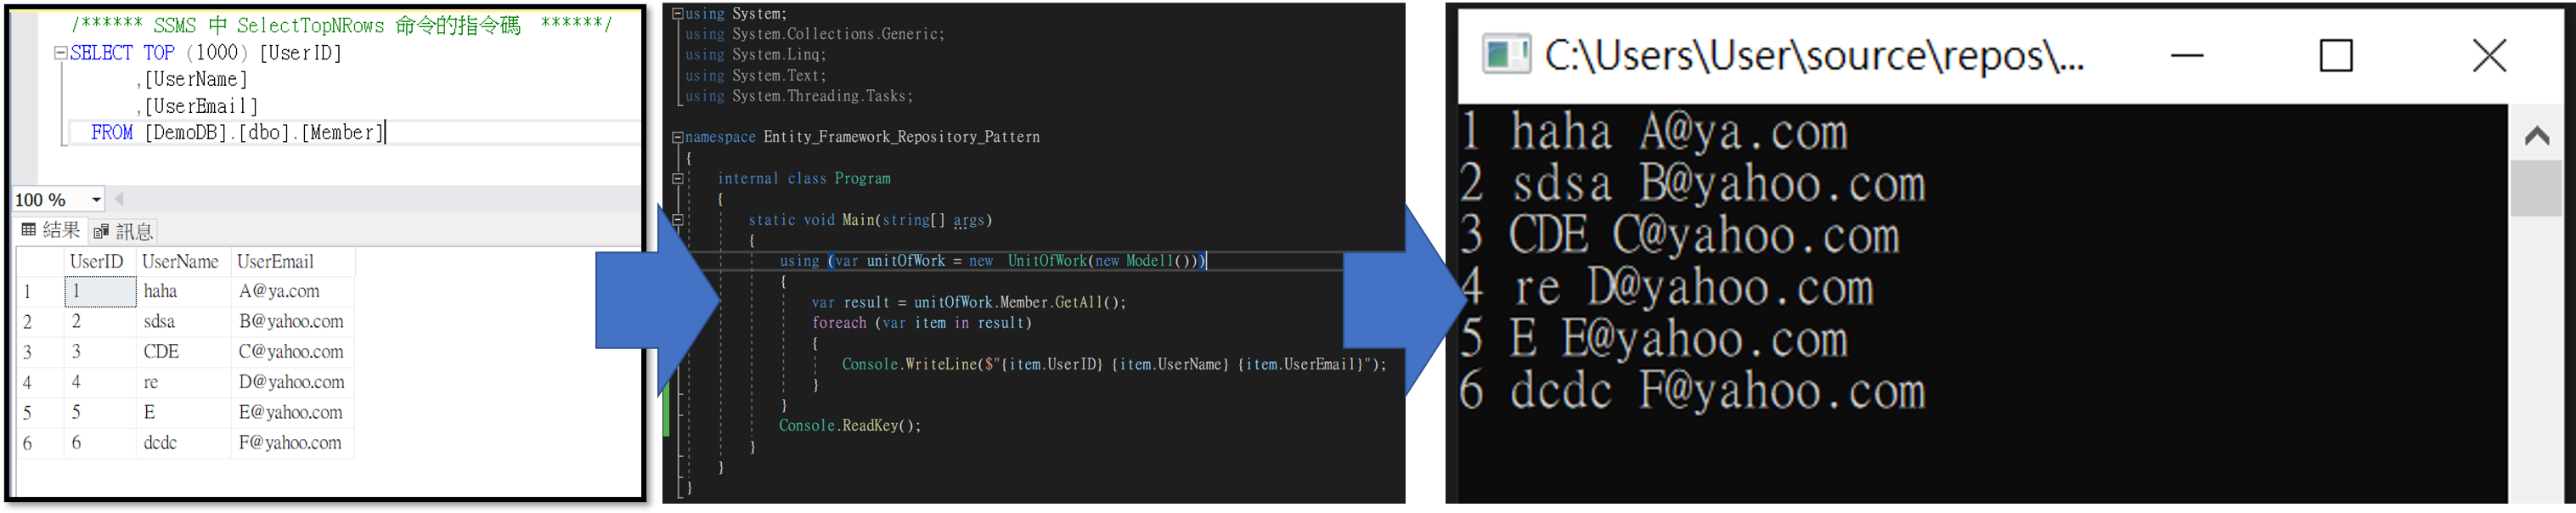 /****** SSMS 中 SelectTopNRows 命令的指令碼  ******/
SELECT TOP (1000) [UserID]
,[UserName]
,[UserEmail]
FROM [DemoDB].[dbo].[Member]
100 %
結果 訊息
UserID UserName UserEmail
1 1 haha A@ya.com
2 2 sdsa B@yahoo.com
3 3 CDE C@yahoo.com
4 4 re D@yahoo.com
5 5 E E@yahoo.com
6 6 dcdc F@yahoo.com
using System;
using System.Collections.Generic;
using System.Linq;
using System.Text;
using System.Threading.Tasks;
namespace Entity_Framework_Repository_Pattern
{
internal class Program
{
static void Main(string[] args)
{
using (var unitOfWork = new  UnitOfWork(new Model1()))
{
var result = unitOfWork.Member.GetAll();
foreach (var item in result)
{
Console.WriteLine($"{item.UserID} {item.UserName} {item.UserEmail}");
}
}
Console.ReadKey();
}
}
}
C:\Users\User\source\repos\...
1 haha A@ya.com
2 sdsa B@yahoo.com
3 CDE C@yahoo.com
4 re D@yahoo.com
5 E E@yahoo.com
6 dcdc F@yahoo.com